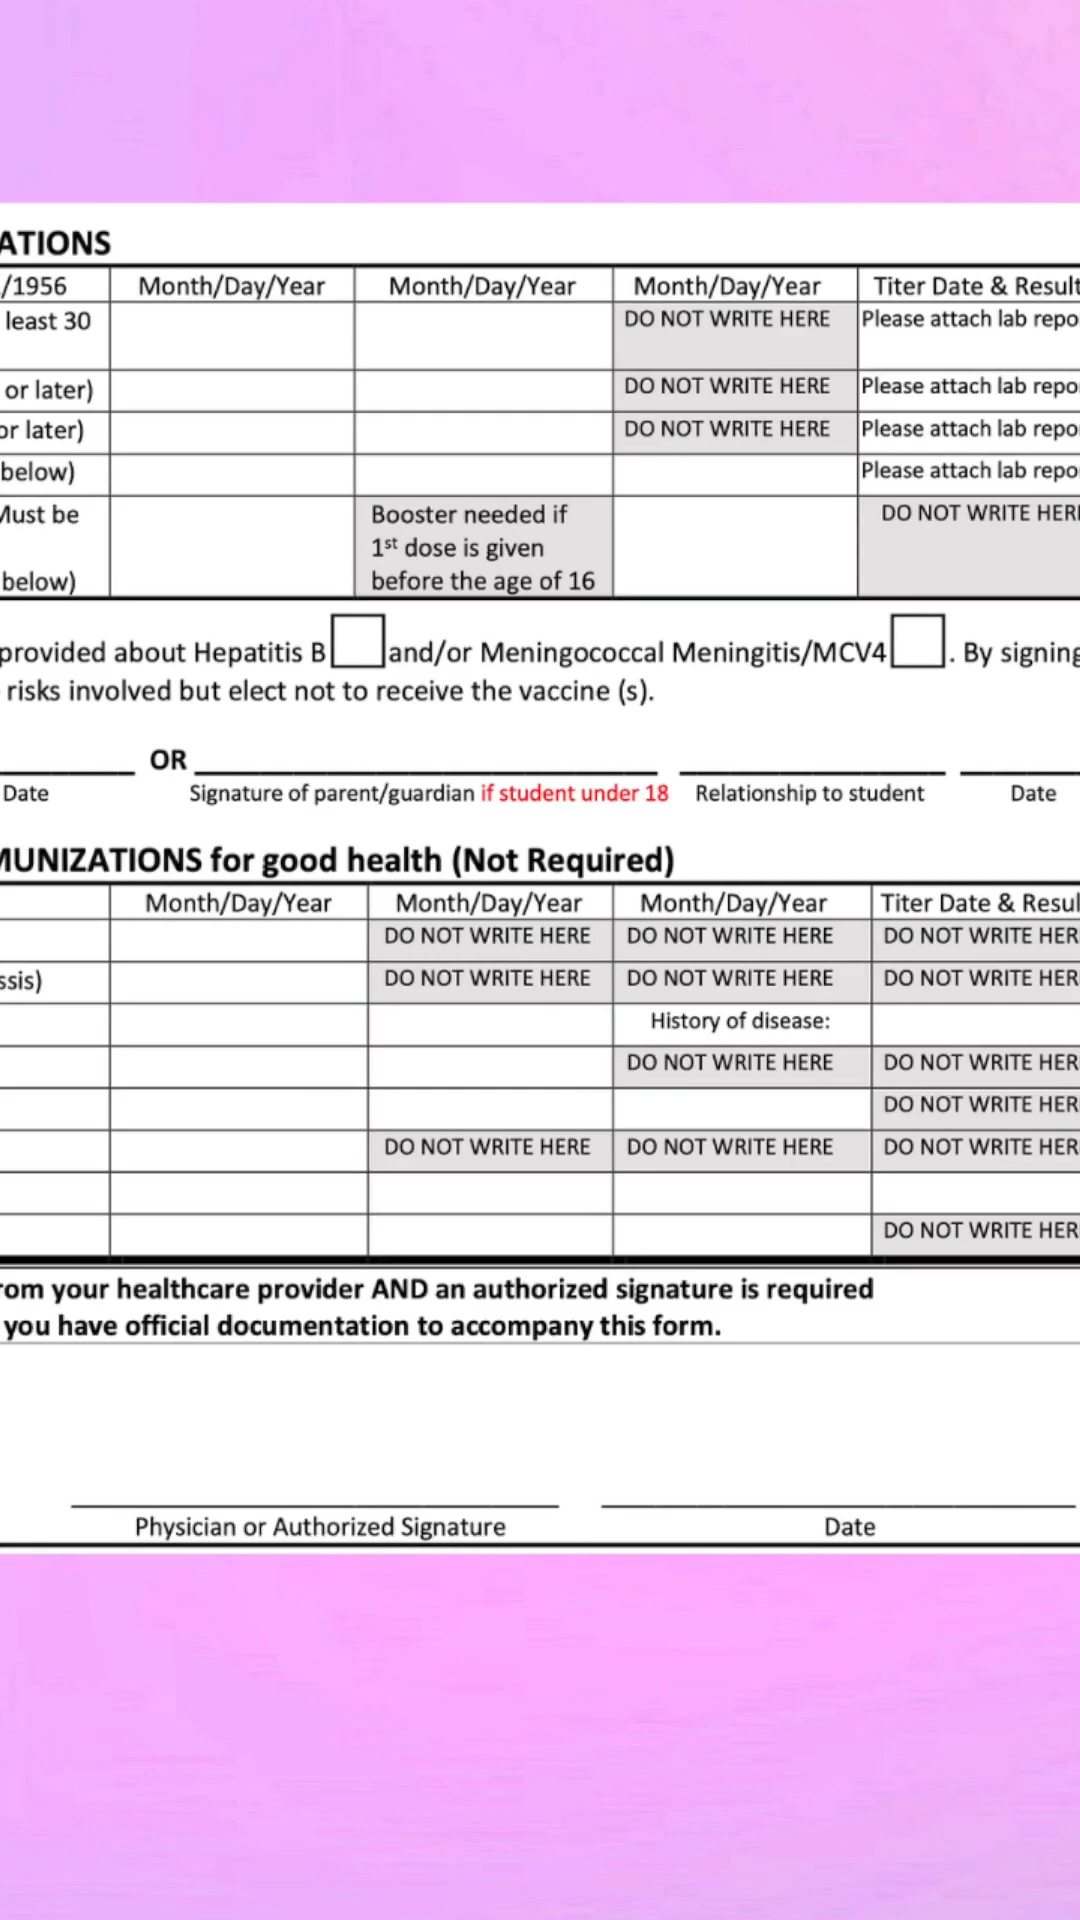 ATIONS
/1956 Month/Day/Year Month/Day/Year Month/Day/Year Titer Date & Result
least 30 DO NOT WRITE HERE Please attach lab repo
or later) DO NOT WRITE HERE Please attach lab repo
or later) DO NOT WRITE HERE Please attach lab repo
below) Please attach lab repo
Must be Booster needed if DO NOT WRITE HERE
1st dose is given
below) before the age of 16
provided about Hepatitis B and/or Meningococcal Meningitis/MCV4 . By signing
risks involved but elect not to receive the vaccine (s).
OR
Date Signature of parent/guardian if student under 18 Relationship to student Date
MUNIZATIONS for good health (Not Required)
Month/Day/Year Month/Day/Year Month/Day/Year Titer Date & Resul
DO NOT WRITE HERE DO NOT WRITE HERE DO NOT WRITE HER
ssis) DO NOT WRITE HERE DO NOT WRITE HERE DO NOT WRITE HER
History of disease:
DO NOT WRITE HERE DO NOT WRITE HER
DO NOT WRITE HER
DO NOT WRITE HERE DO NOT WRITE HERE DO NOT WRITE HER
DO NOT WRITE HER
rom your healthcare provider AND an authorized signature is required
you have official documentation to accompany this form.
Physician or Authorized Signature Date